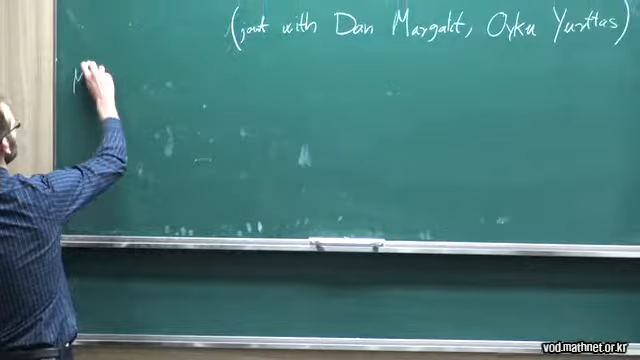 (joint with Dan Margalit, Oyku Yurttas)
M
vod.mathnet.or.kr